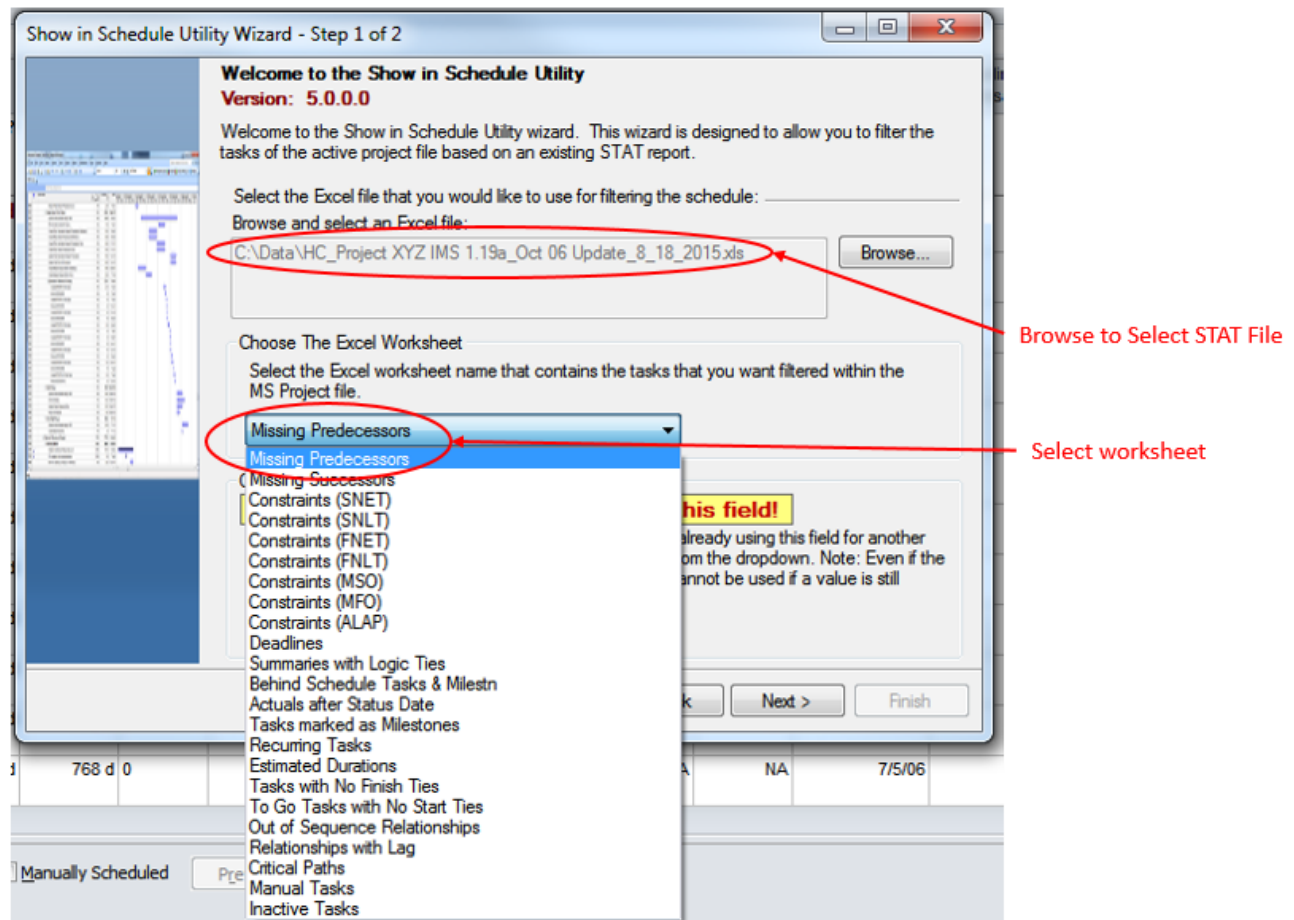 Show in Schedule Utility Wizard - Step 1 of 2
Welcome to the Show in Schedule Utility
Version: 5.0.0.0
Welcome to the Show in Schedule Utility wizard. This wizard is designed to allow you to filter the
tasks of the active project file based on an existing STAT report.
Select the Excel file that you would like to use for filtering the schedule:
Browse and select an Excel file:
C:\Data\HC_Project XYZ IMS 1.19a_Oct 06 Update_8_18_2015.xls
Browse...
Browse to Select STAT File
Choose The Excel Worksheet
Select the Excel worksheet name that contains the tasks that you want filtered within the
MS Project file.
Missing Predecessors
Select worksheet
Missing Predecessors
Missing Successors
Constraints (SNET)
Constraints (SNLT)
Constraints (FNET)
Constraints (FNLT)
Constraints (MSO)
Constraints (MFO)
Constraints (ALAP)
Deadlines
Summaries with Logic Ties
Behind Schedule Tasks & Milestn
Actuals after Status Date
Tasks marked as Milestones
Recurring Tasks
Estimated Durations
Tasks with No Finish Ties
To Go Tasks with No Start Ties
Out of Sequence Relationships
Relationships with Lag
Critical Paths
Manual Tasks
Inactive Tasks
his field!
already using this field for another
om the dropdown. Note: Even if the
annot be used if a value is still
k
Next >
Finish
768 d 0
NA
7/5/06
Manually Scheduled
Pre